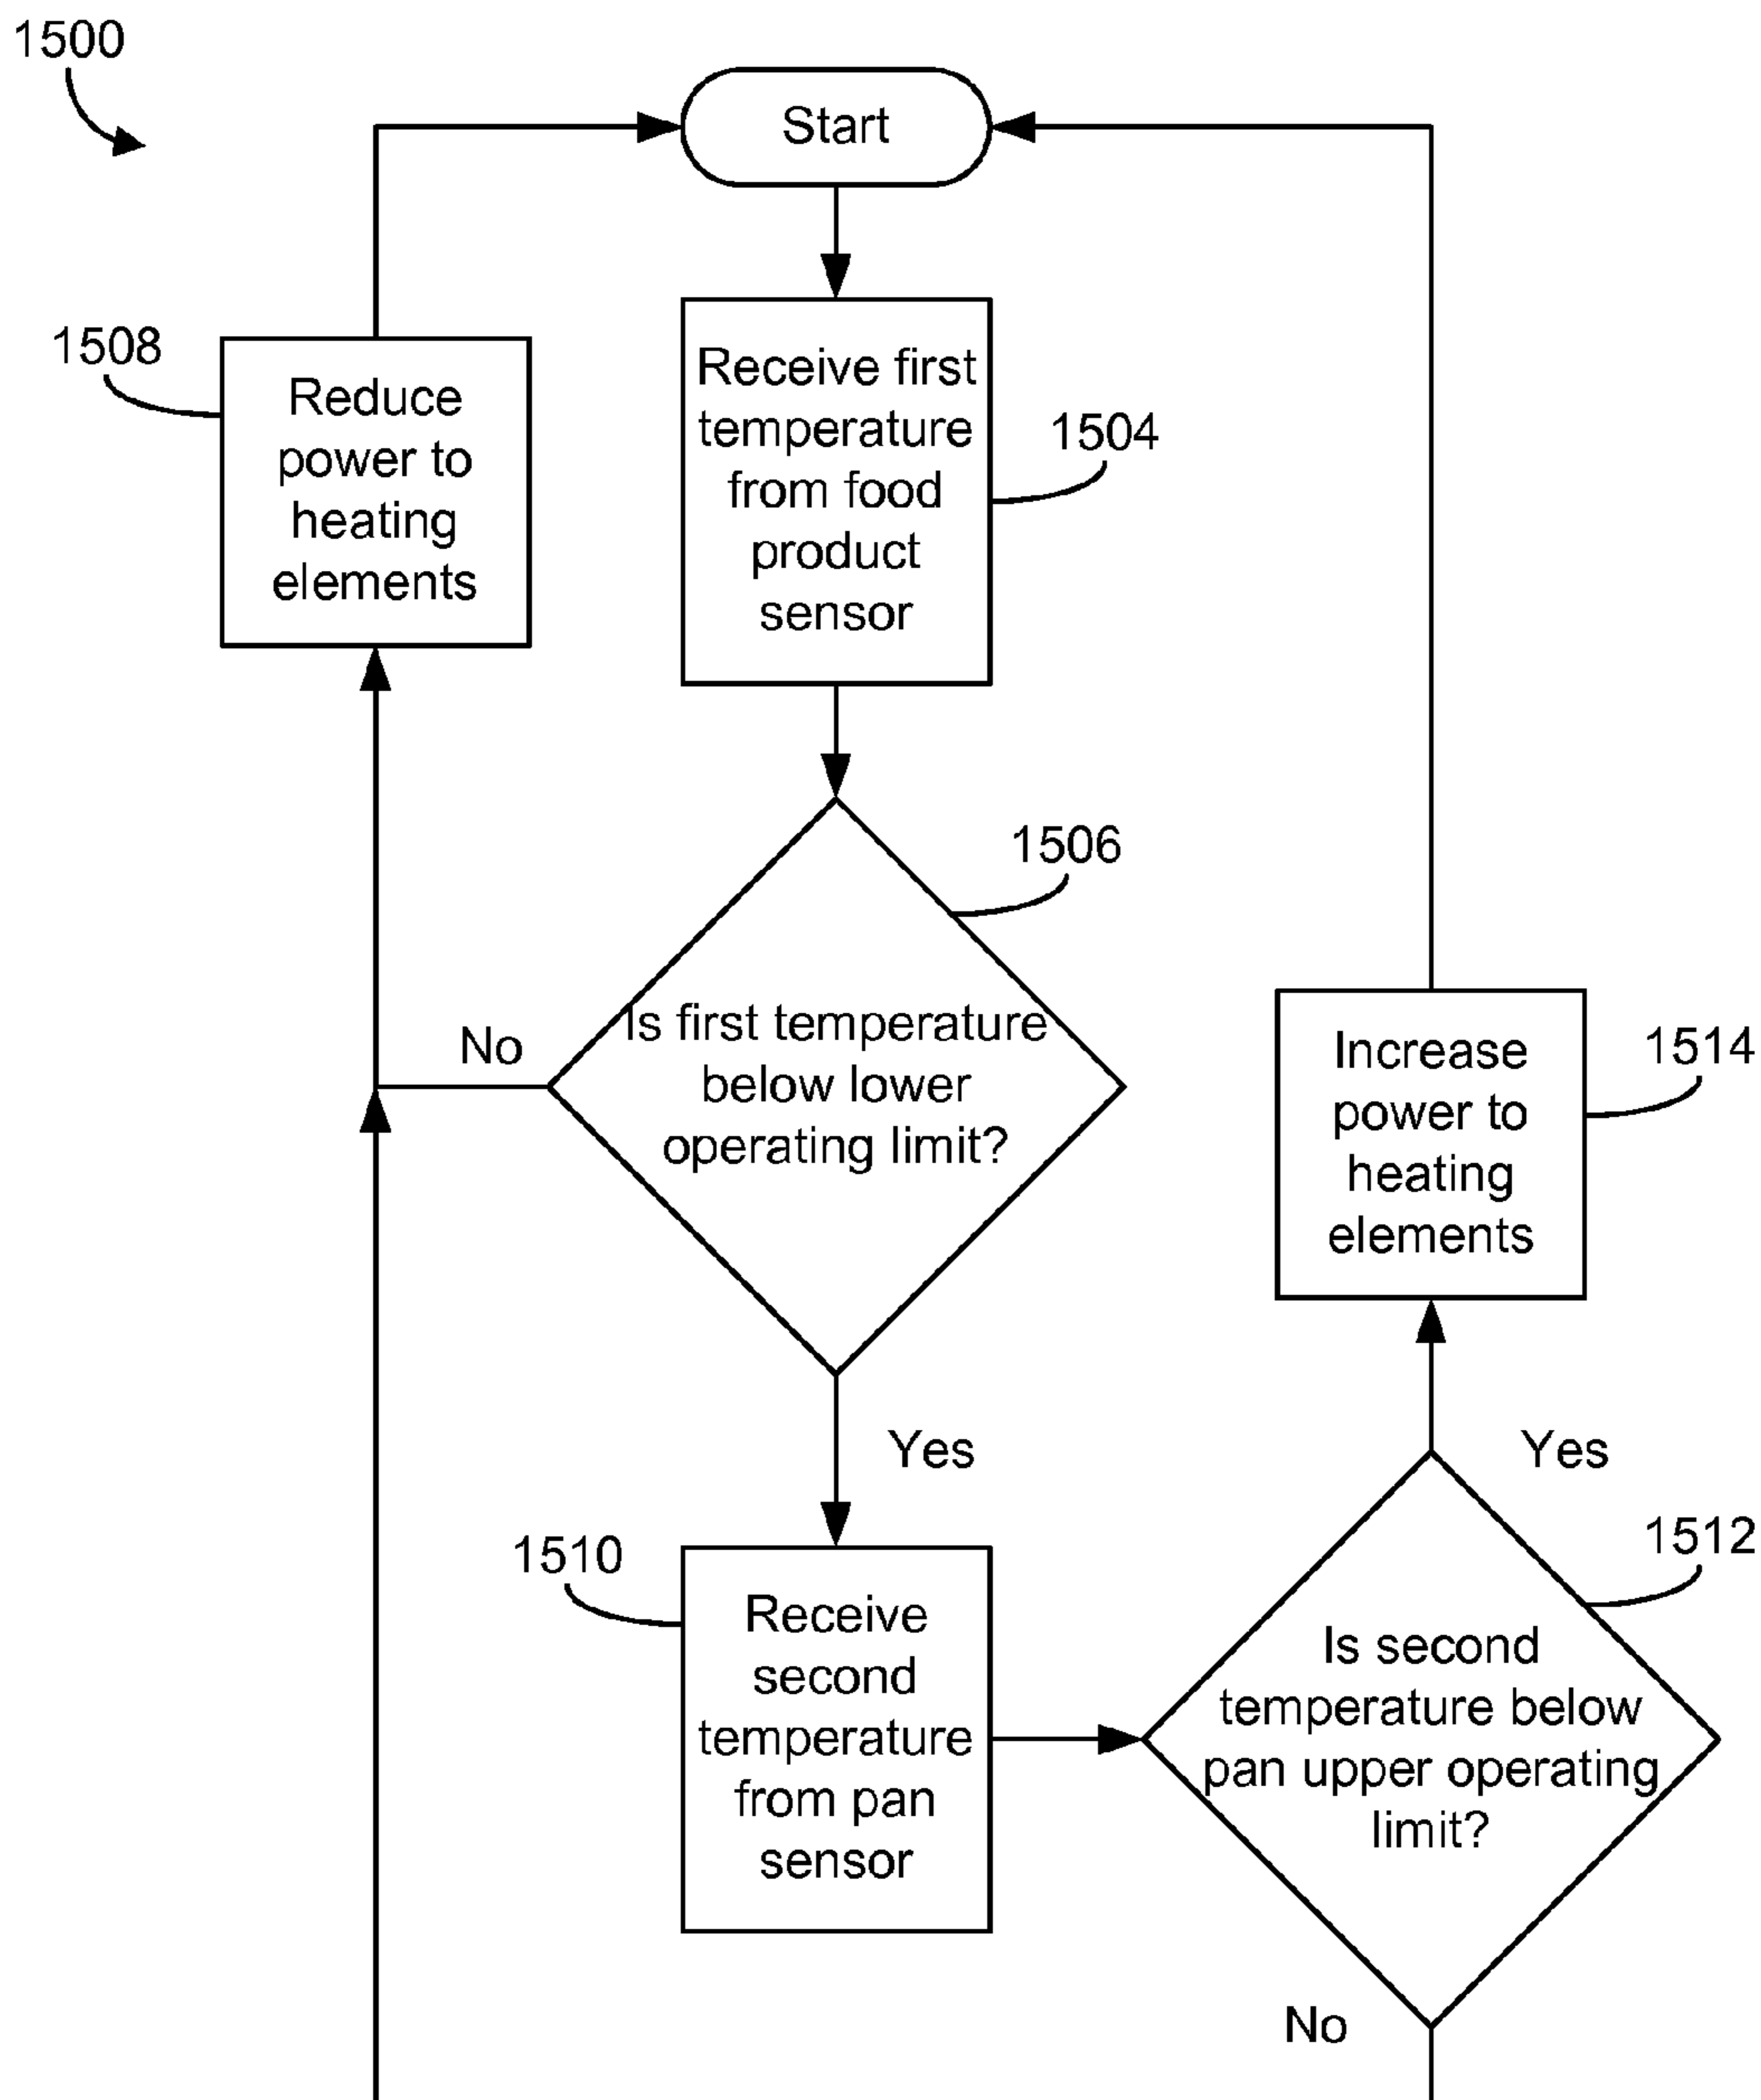 1500
Start
1508
Reduce
power to
heating
elements
Receive first
temperature
from food
product
sensor
1504
1506
Is first temperature
below lower
operating limit?
No
Yes
1514
Increase
power to
heating
elements
1510
Receive
second
temperature
from pan
sensor
Yes
1512
Is second
temperature below
pan upper operating
limit?
No